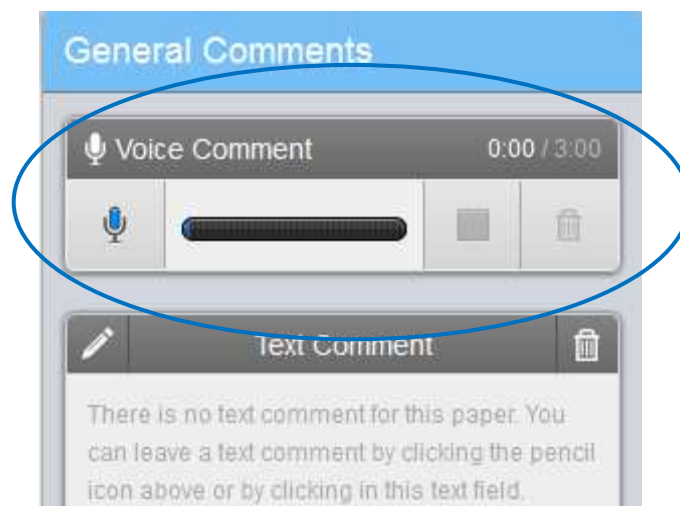 General Comments
Voice Comment 0:00 / 3:00
Text Comment
There is no text comment for this paper. You
can leave a text comment by clicking the pencil
icon above or by clicking in this text field.